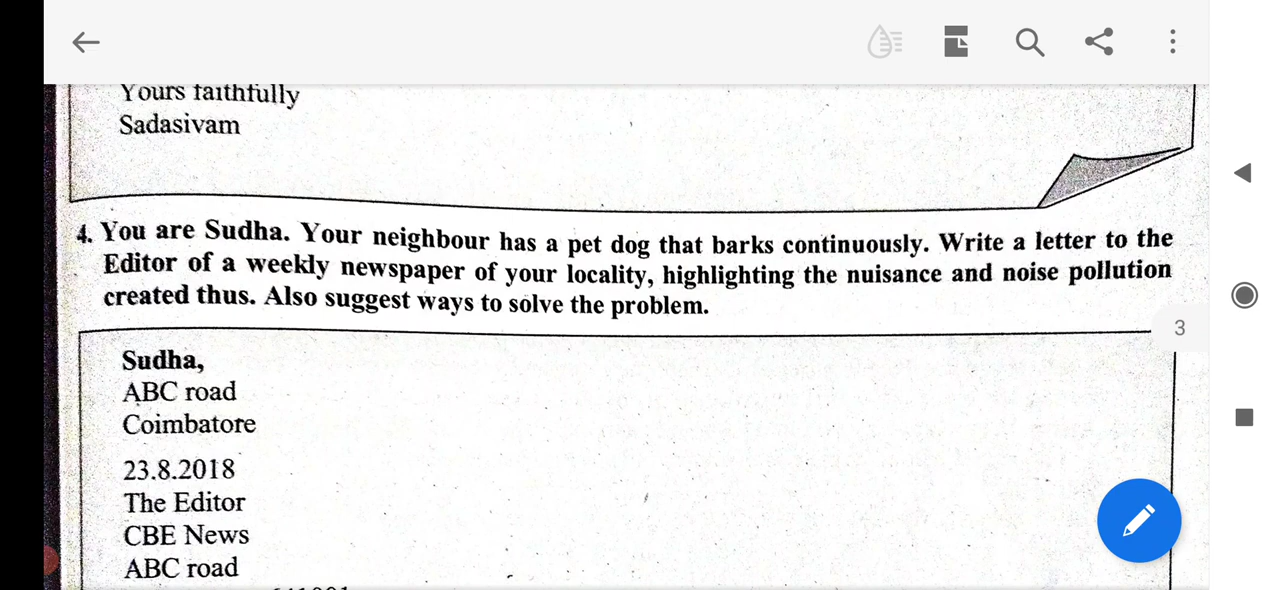 Yours faithfully
Sadasivam
4. You are Sudha. Your neighbour has a pet dog that barks continuously. Write a letter to the
Editor of a weekly newspaper of your locality, highlighting the nuisance and noise pollution
created thus. Also suggest ways to solve the problem.
3
Sudha,
ABC road
Coimbatore
23.8.2018
The Editor
CBE News
ABC road